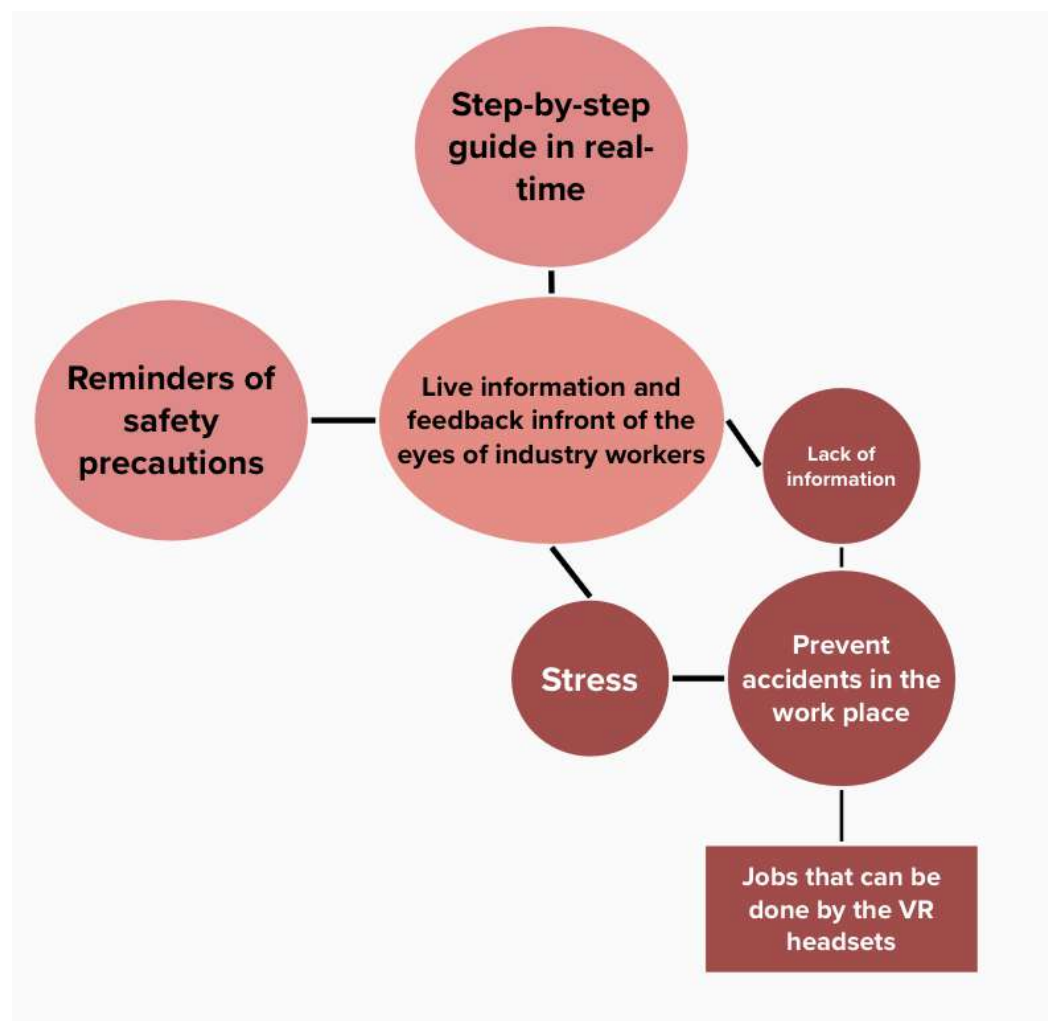 Step-by-step
guide in real-
time
Reminders of
safety
precautions
Live information and
feedback infront of the
eyes of industry workers
Lack of
information
Stress
Prevent
accidents in the
work place
Jobs that can be
done by the VR
headsets